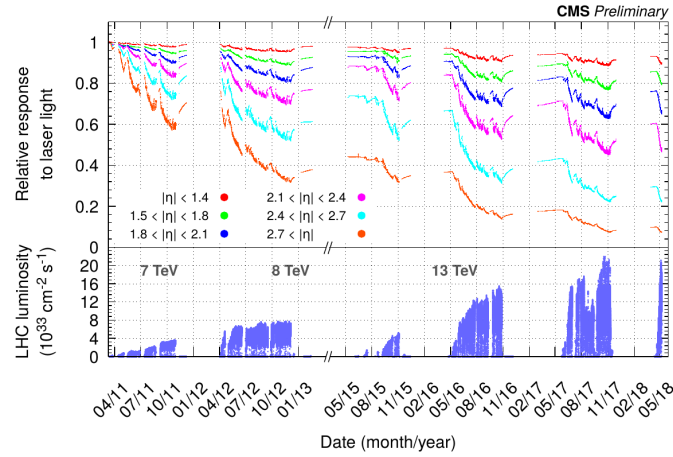 CMS Preliminary
Relative response
to laser light
1
0.8
0.6
0.4
0.2
0
|η| < 1.4
1.5 < |η| < 1.8
1.8 < |η| < 2.1
2.1 < |η| < 2.4
2.4 < |η| < 2.7
2.7 < |η|
//
//
LHC luminosity
(10³³ cm⁻² s⁻¹)
20
16
12
8
4
0
7 TeV
8 TeV
13 TeV
//
04/11
07/11
10/11
01/12
04/12
07/12
10/12
01/13
05/15
08/15
11/15
02/16
05/16
08/16
11/16
02/17
05/17
08/17
11/17
02/18
05/18
Date (month/year)